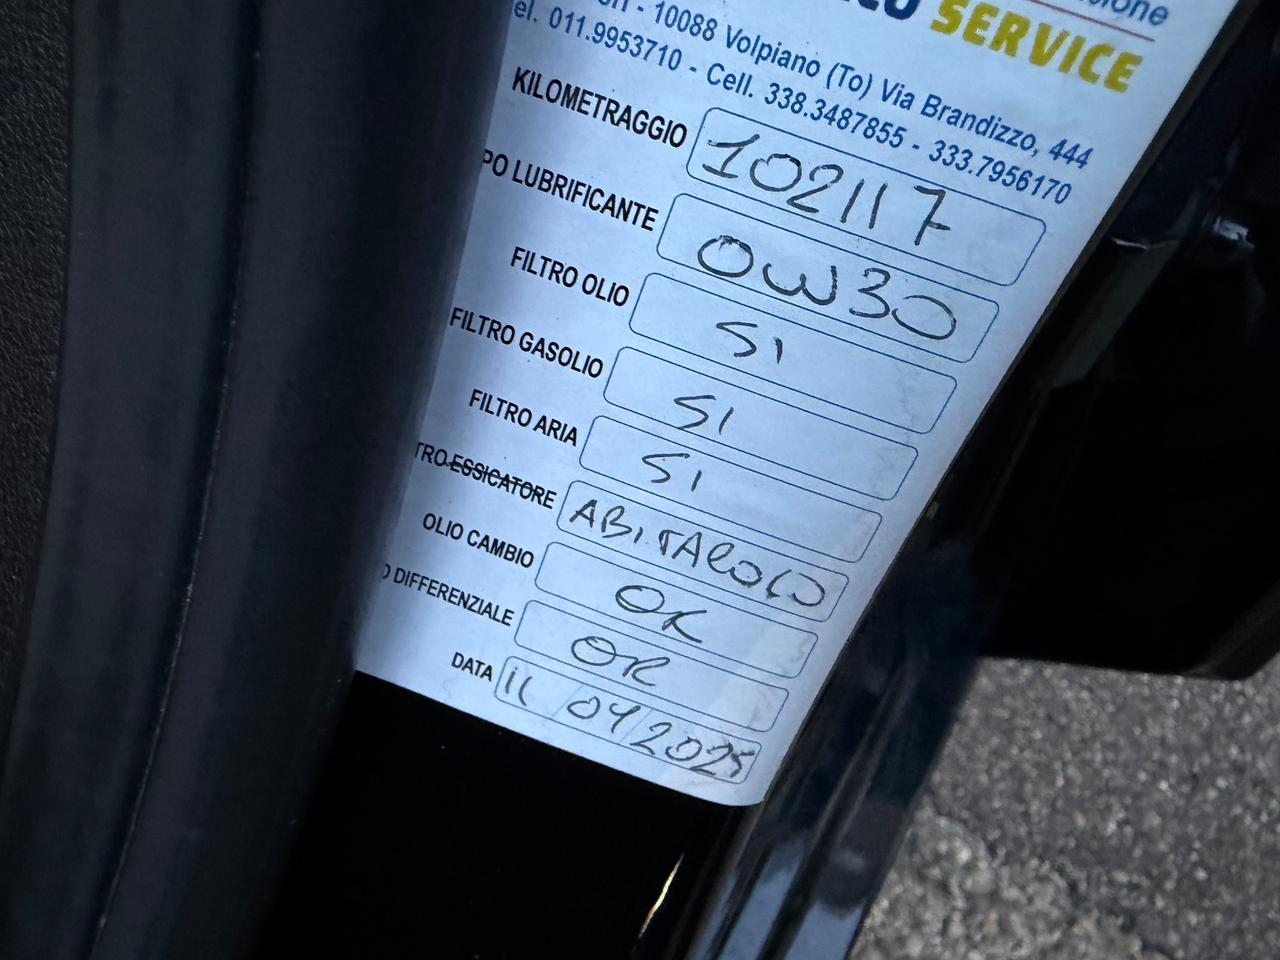 SERVICE
10088 Volpiano (To) Via Brandizzo, 444
el. 011.9953710 - Cell. 338.3487855 - 333.7956170
KILOMETRAGGIO 102117
PO LUBRIFICANTE 0W30
FILTRO OLIO SI
FILTRO GASOLIO SI
FILTRO ARIA SI
TRO ESSICATORE ABITACOLO
OLIO CAMBIO OK
O DIFFERENZIALE OK
DATA 11/04/2025